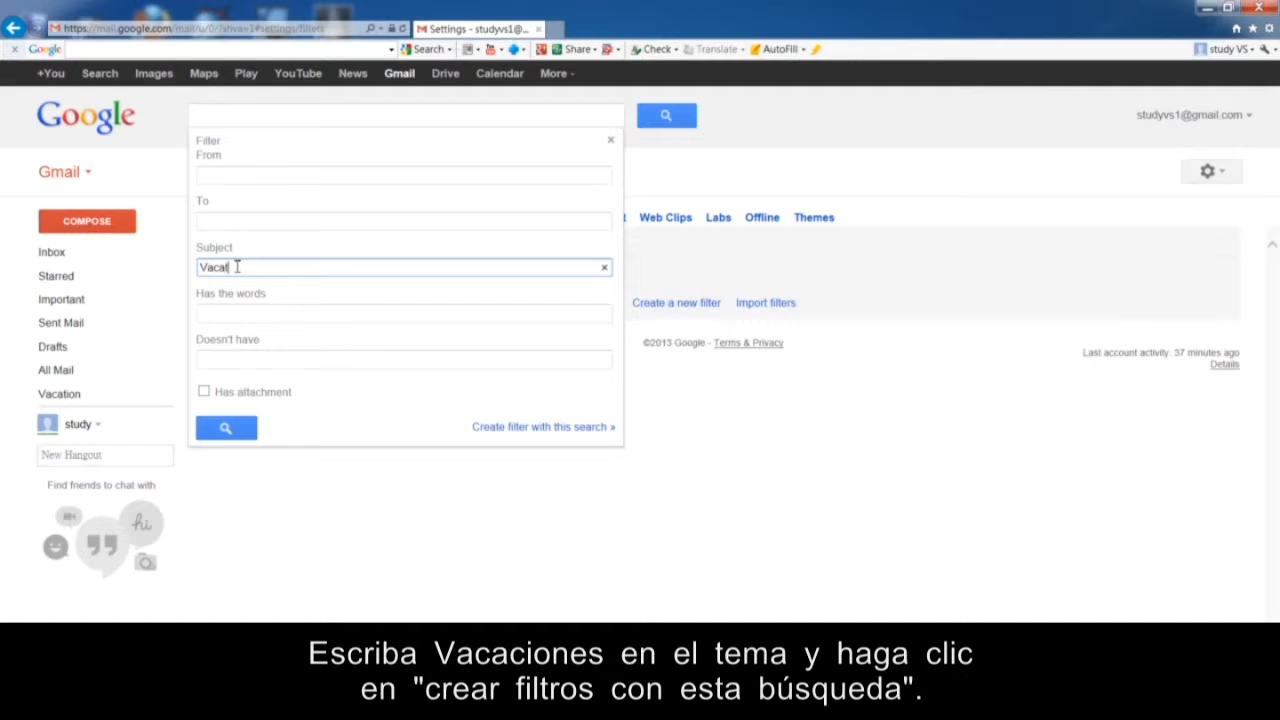 https://mail.google.com/mail/u/0/?shva=1#settings/filters
Settings - studyvs1@...
Google
Search
Share
Check
Translate
AutoFill
study VS
+You Search Images Maps Play YouTube News Gmail Drive Calendar More
Google
studyvs1@gmail.com
Filter
From
To
Subject
Vacat
Has the words
Doesn't have
Has attachment
Create filter with this search »
Gmail
COMPOSE
Inbox
Starred
Important
Sent Mail
Drafts
All Mail
Vacation
study
New Hangout
Find friends to chat with
hi
Web Clips Labs Offline Themes
Create a new filter Import filters
©2013 Google - Terms & Privacy
Last account activity: 37 minutes ago
Details
Escriba Vacaciones en el tema y haga clic
en "crear filtros con esta búsqueda".